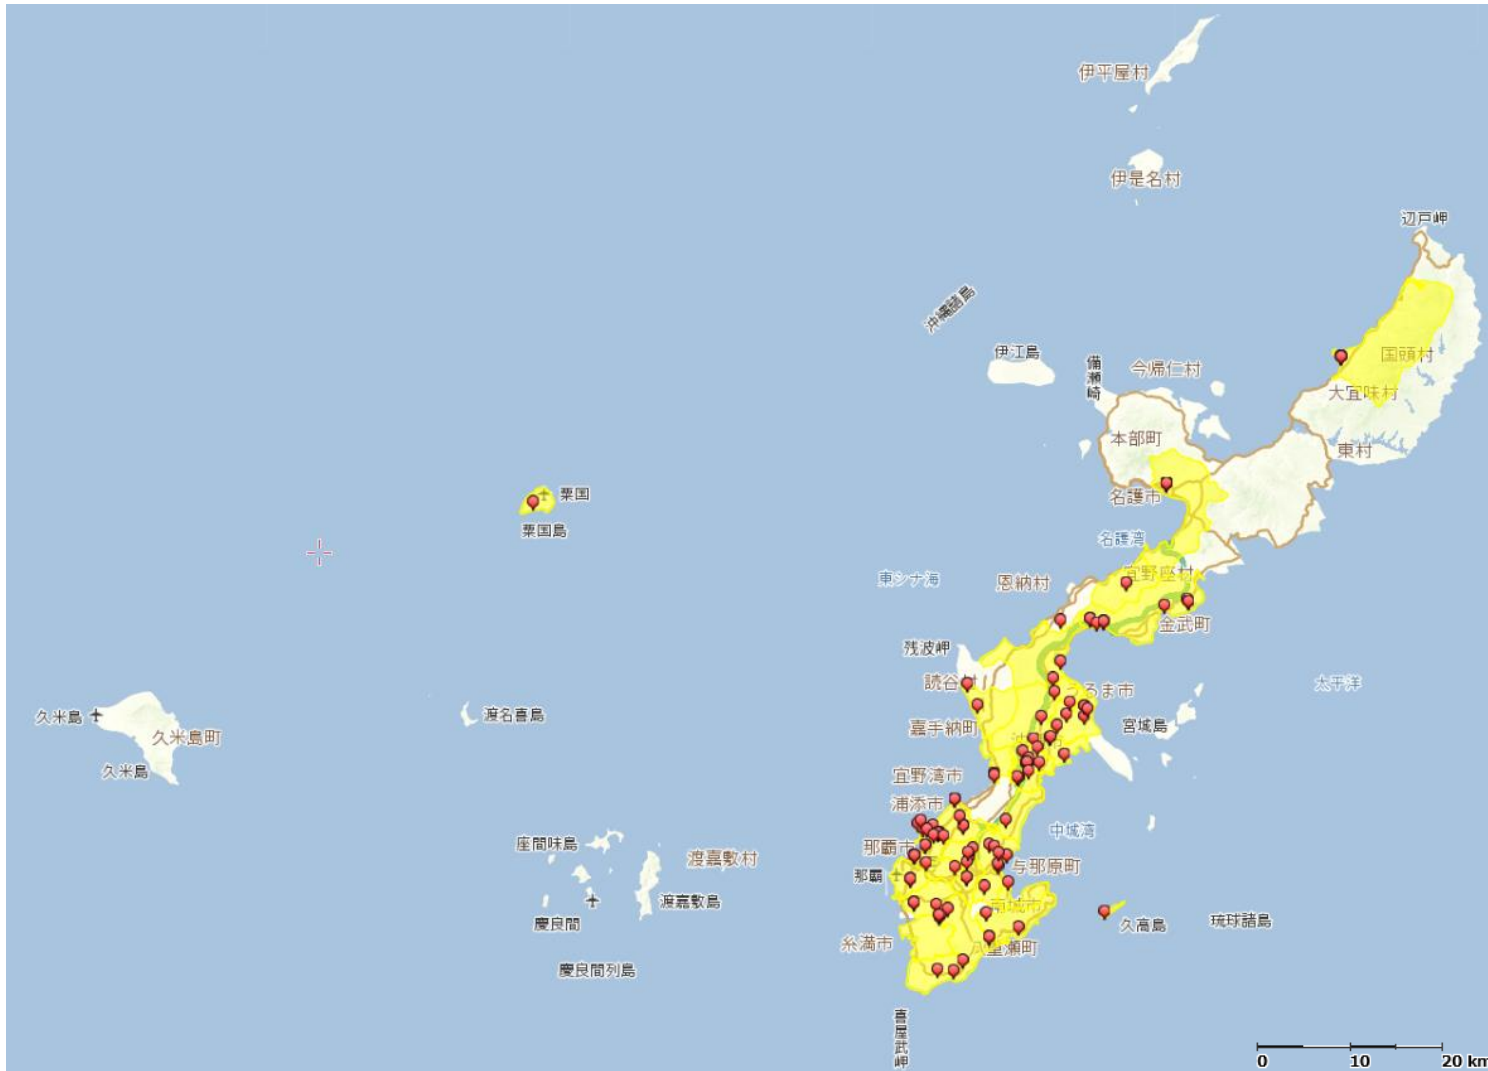 伊平屋村
伊是名村
辺戸岬
沖縄諸島
伊江島
備瀬崎
今帰仁村
国頭村
大宜味村
本部町
東村
名護市
粟国
粟国島
名護湾
東シナ海
恩納村
宜野座村
金武町
残波岬
読谷村
うるま市
太平洋
久米島
渡名喜島
嘉手納町
宮城島
久米島町
久米島
宜野湾市
浦添市
中城湾
座間味島
那覇市
渡嘉敷村
与那原町
那覇
渡嘉敷島
南城市
慶良間
久高島
琉球諸島
糸満市
八重瀬町
慶良間列島
喜屋武岬
0 10 20 km